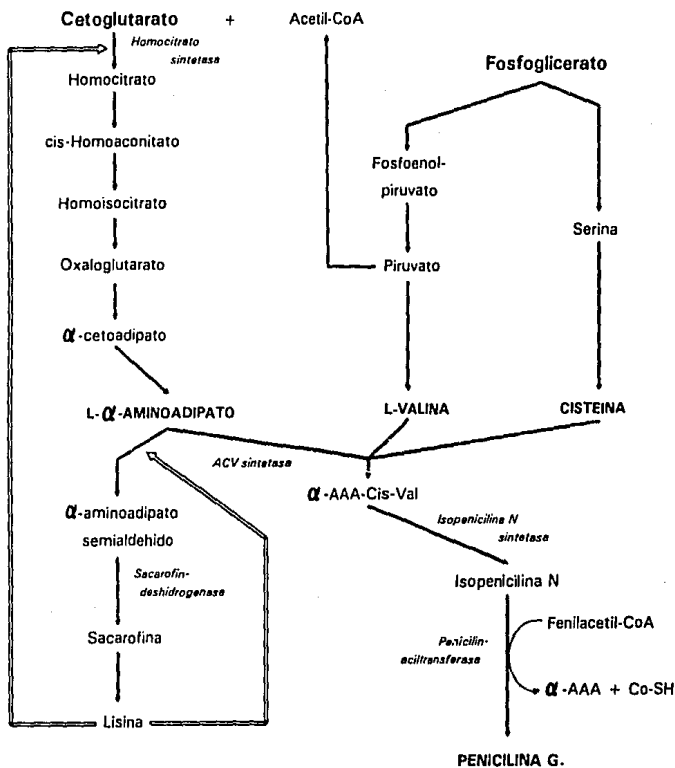 Cetoglutarato + Acetil-CoA
Homocitrato
sintetasa
Homocitrato
cis-Homoaconitato
Homoisocitrato
Oxaloglutarato
α-cetoadipato
Fosfoglicerato
Fosfoenol-
piruvato
Piruvato
Serina
L-α-AMINOADIPATO
L-VALINA
CISTEINA
ACV sintetasa
α-AAA-Cis-Val
Isopenicilina N
sintetasa
Isopenicilina N
α-aminoadipato
semialdehido
Sacarofin-
deshidrogenasa
Sacarofina
Lisina
Penicilin-
aciltransferasa
Fenilacetil-CoA
α-AAA + Co-SH
PENICILINA G.